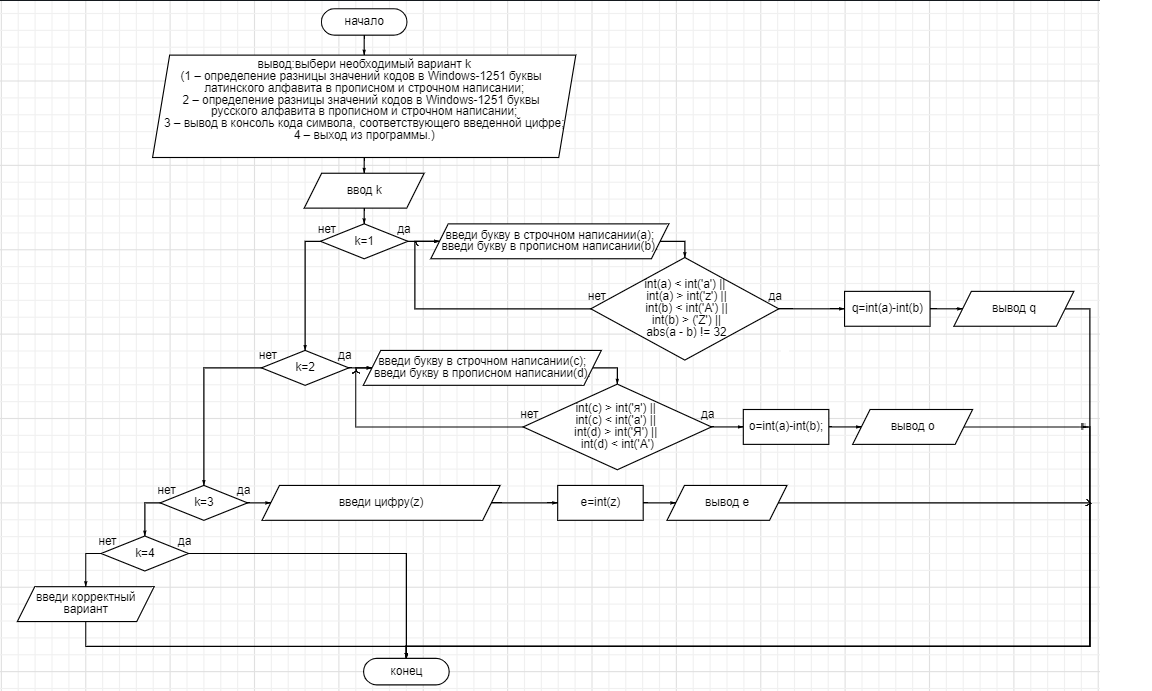 начало
вывод:выбери необходимый вариант k
(1 – определение разницы значений кодов в Windows-1251 буквы
латинского алфавита в прописном и строчном написании;
2 – определение разницы значений кодов в Windows-1251 буквы
русского алфавита в прописном и строчном написании;
3 – вывод в консоль кода символа, соответствующего введенной цифре;
4 – выход из программы.)
ввод k
нет
да
k=1
введи букву в строчном написании(a);
введи букву в прописном написании(b)
нет
да
int(a) < int('a') ||
int(a) > int('z') ||
int(b) < int('A') ||
int(b) > ('Z') ||
abs(a - b) != 32
q=int(a)-int(b)
вывод q
нет
да
k=2
введи букву в строчном написании(c);
введи букву в прописном написании(d)
нет
да
int(c) > int('я') ||
int(c) < int('а') ||
int(d) > int('Я') ||
int(d) < int('А')
o=int(a)-int(b);
вывод o
нет
да
k=3
введи цифру(z)
e=int(z)
вывод e
нет
да
k=4
введи корректный
вариант
конец